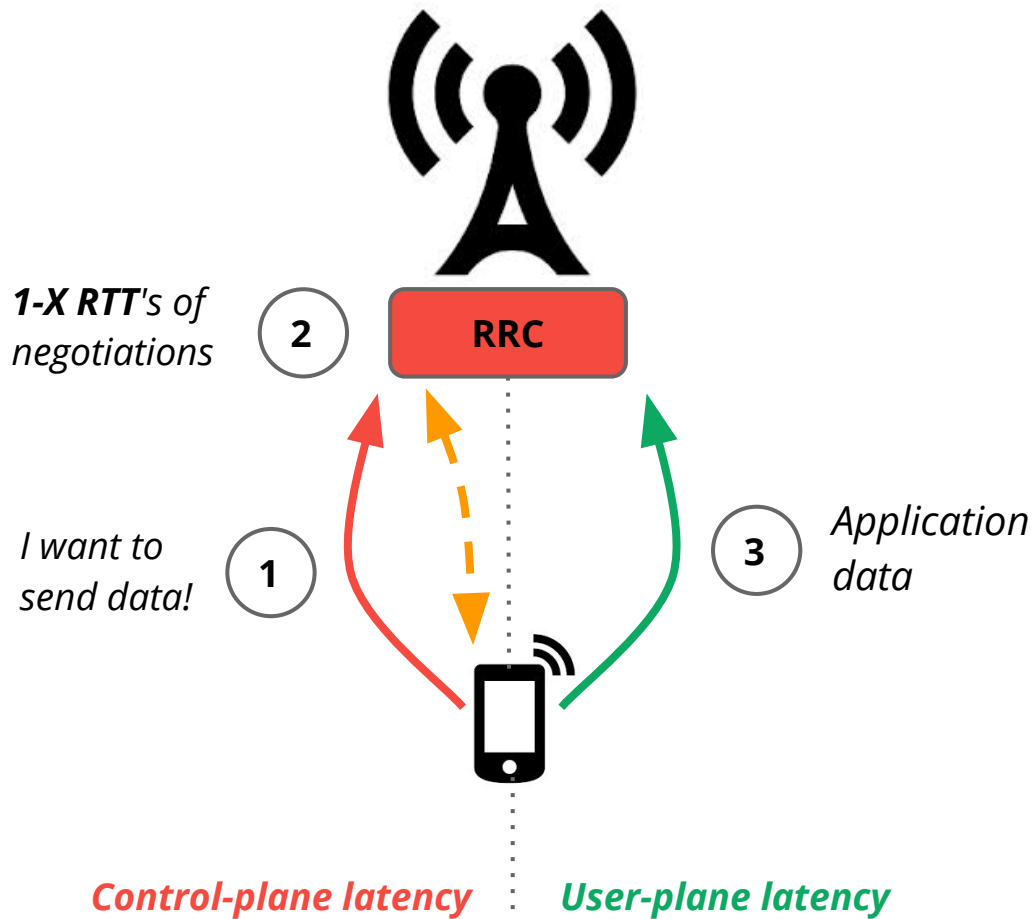 1-X RTT's of
negotiations
2
RRC
I want to
send data!
1
3
Application
data
Control-plane latency
User-plane latency